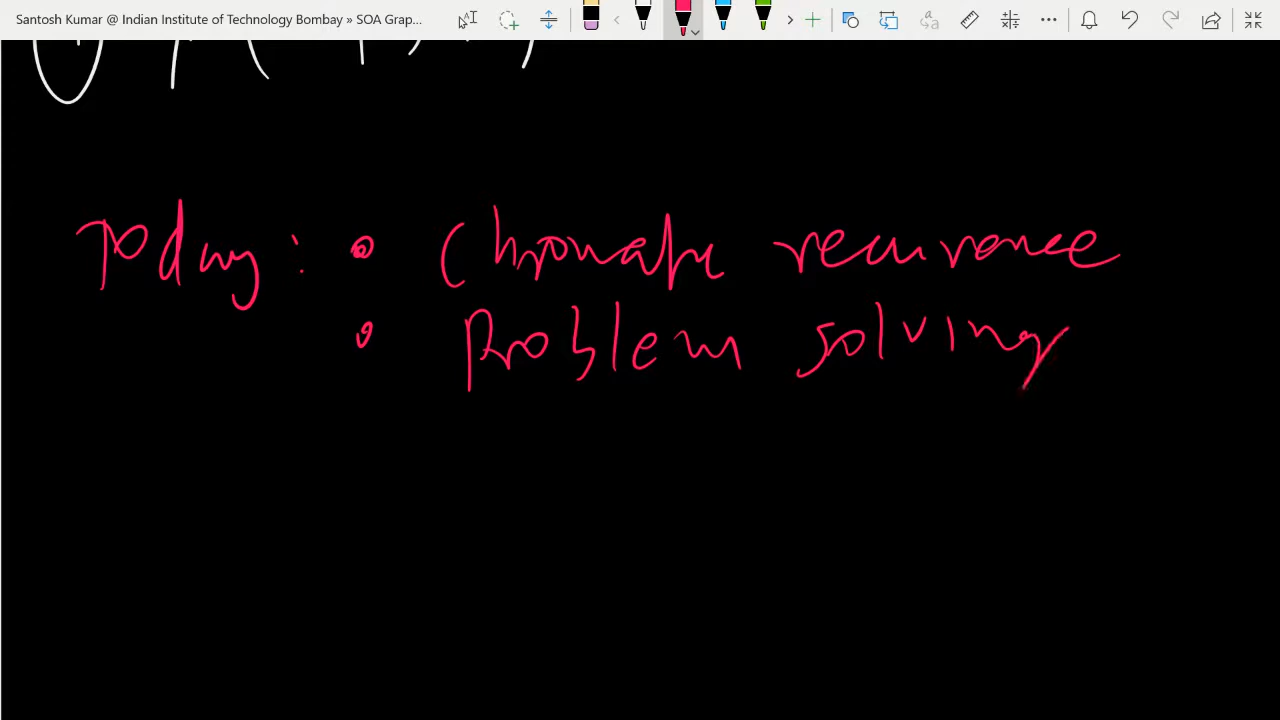 Santosh Kumar @ Indian Institute of Technology Bombay » SOA Grap...
Today: • Chromatic recurrence
• Problem solving